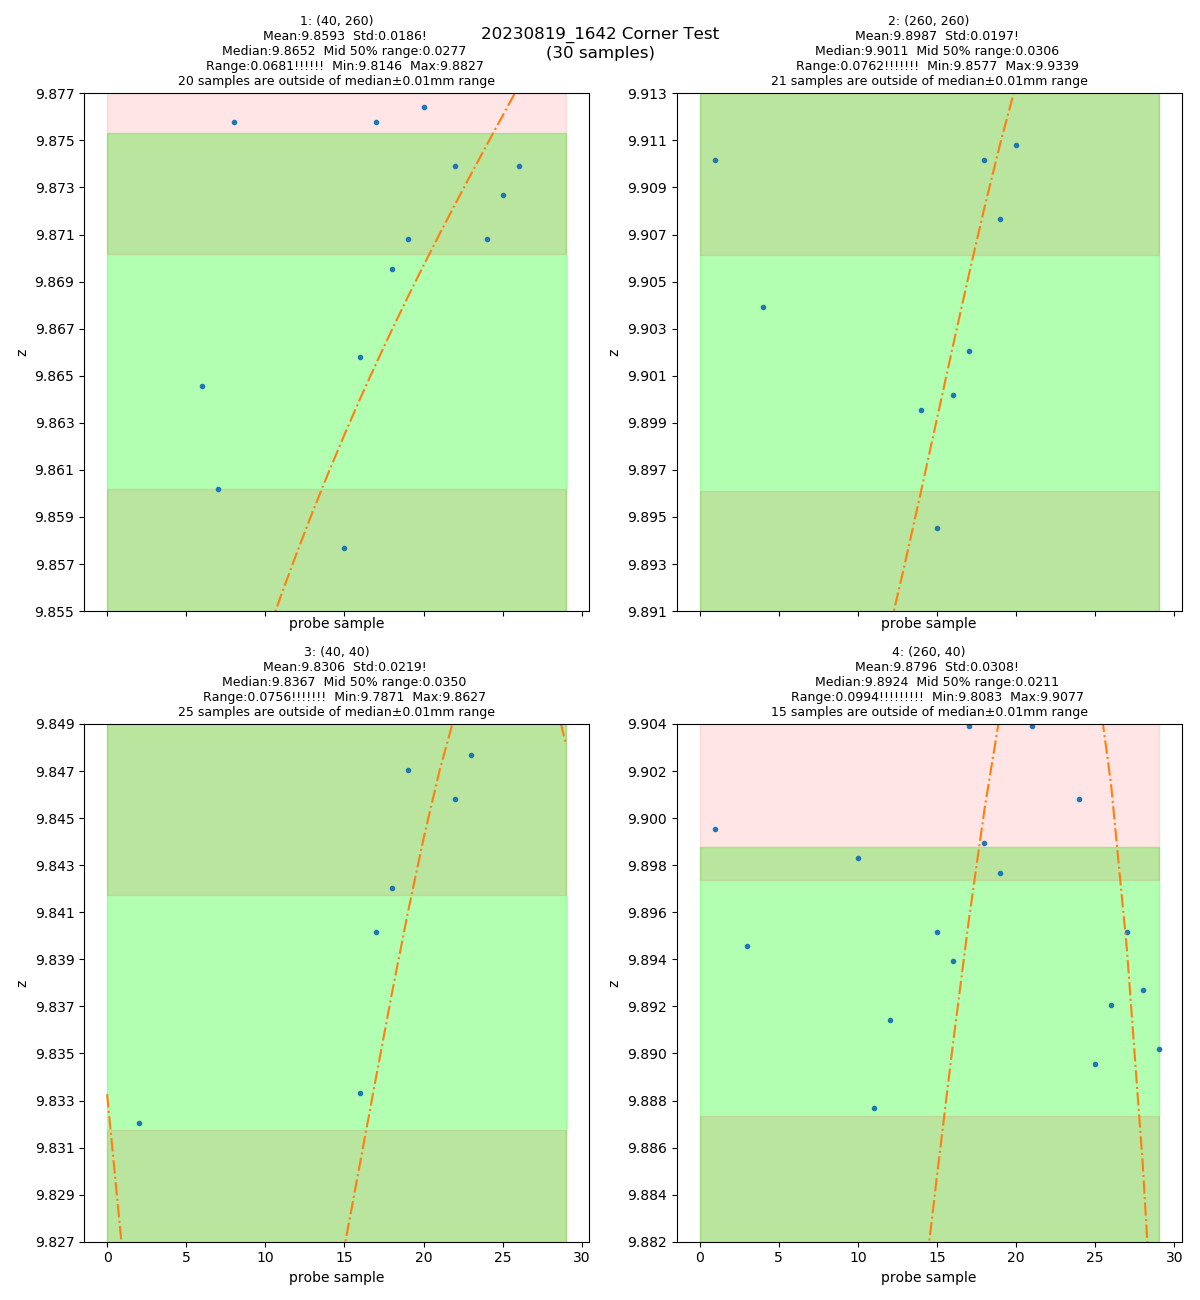 20230819_1642 Corner Test
(30 samples)
1: (40, 260)
Mean:9.8593  Std:0.0186!
Median:9.8652  Mid 50% range:0.0277
Range:0.0681!!!!!!  Min:9.8146  Max:9.8827
20 samples are outside of median±0.01mm range
9.877
9.875
9.873
9.871
9.869
9.867
9.865
9.863
9.861
9.859
9.857
9.855
z
probe sample
2: (260, 260)
Mean:9.8987  Std:0.0197!
Median:9.9011  Mid 50% range:0.0306
Range:0.0762!!!!!!!  Min:9.8577  Max:9.9339
21 samples are outside of median±0.01mm range
9.913
9.911
9.909
9.907
9.905
9.903
9.901
9.899
9.897
9.895
9.893
9.891
z
probe sample
3: (40, 40)
Mean:9.8306  Std:0.0219!
Median:9.8367  Mid 50% range:0.0350
Range:0.0756!!!!!!!  Min:9.7871  Max:9.8627
25 samples are outside of median±0.01mm range
9.849
9.847
9.845
9.843
9.841
9.839
9.837
9.835
9.833
9.831
9.829
9.827
z
0 5 10 15 20 25 30
probe sample
4: (260, 40)
Mean:9.8796  Std:0.0308!
Median:9.8924  Mid 50% range:0.0211
Range:0.0994!!!!!!!!!  Min:9.8083  Max:9.9077
15 samples are outside of median±0.01mm range
9.904
9.902
9.900
9.898
9.896
9.894
9.892
9.890
9.888
9.886
9.884
9.882
z
0 5 10 15 20 25 30
probe sample